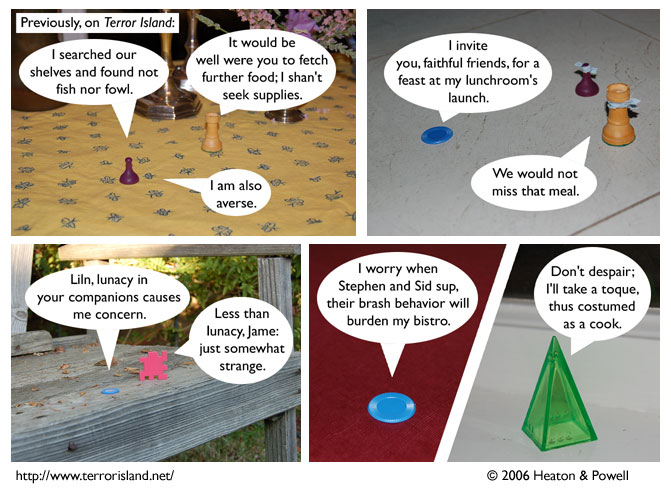 Previously, on Terror Island:
I searched our
shelves and found not
fish nor fowl.
It would be
well were you to fetch
further food; I shan't
seek supplies.
I am also
averse.
I invite
you, faithful friends, for a
feast at my lunchroom's
launch.
We would not
miss that meal.
Liln, lunacy in
your companions causes
me concern.
Less than
lunacy, Jame:
just somewhat
strange.
I worry when
Stephen and Sid sup,
their brash behavior will
burden my bistro.
Don't despair;
I'll take a toque,
thus costumed
as a cook.
http://www.terrorisland.net/
© 2006 Heaton & Powell